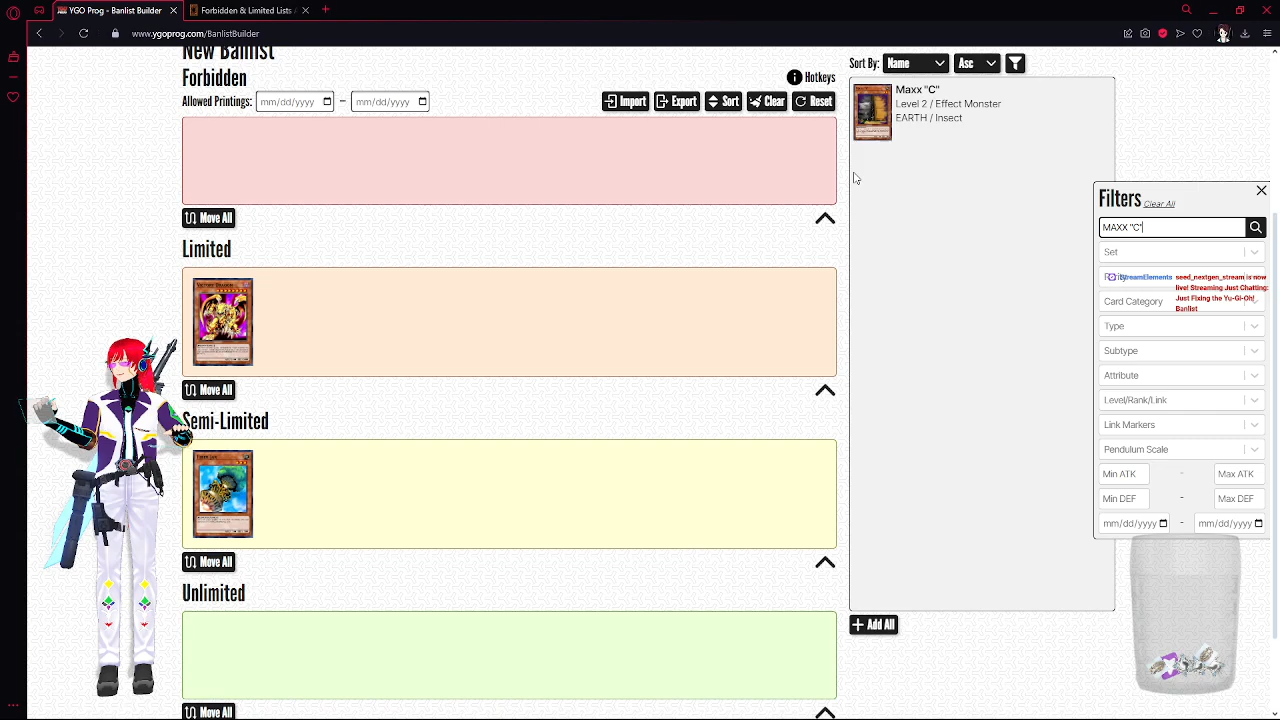 YGO Prog - Banlist Builder
Forbidden & Limited Lists
www.ygoprog.com/BanlistBuilder
New Banlist
Forbidden
Hotkeys
Allowed Printings: mm/dd/yyyy – mm/dd/yyyy
Import Export Sort Clear Reset
Move All
Limited
VICTORY DRAGON
Move All
Semi-Limited
Move All
Unlimited
Move All
Sort By: Name Asc
Maxx "C"
Level 2 / Effect Monster
EARTH / Insect
Add All
Filters Clear All
MAXX "C"
Set
StreamElements seed_nextgen_stream is now
live! Streaming Just Chatting:
Just FIxing the Yu-Gi-Oh!
Banlist
Card Category
Type
Subtype
Attribute
Level/Rank/Link
Link Markers
Pendulum Scale
Min ATK - Max ATK
Min DEF - Max DEF
mm/dd/yyyy - mm/dd/yyyy